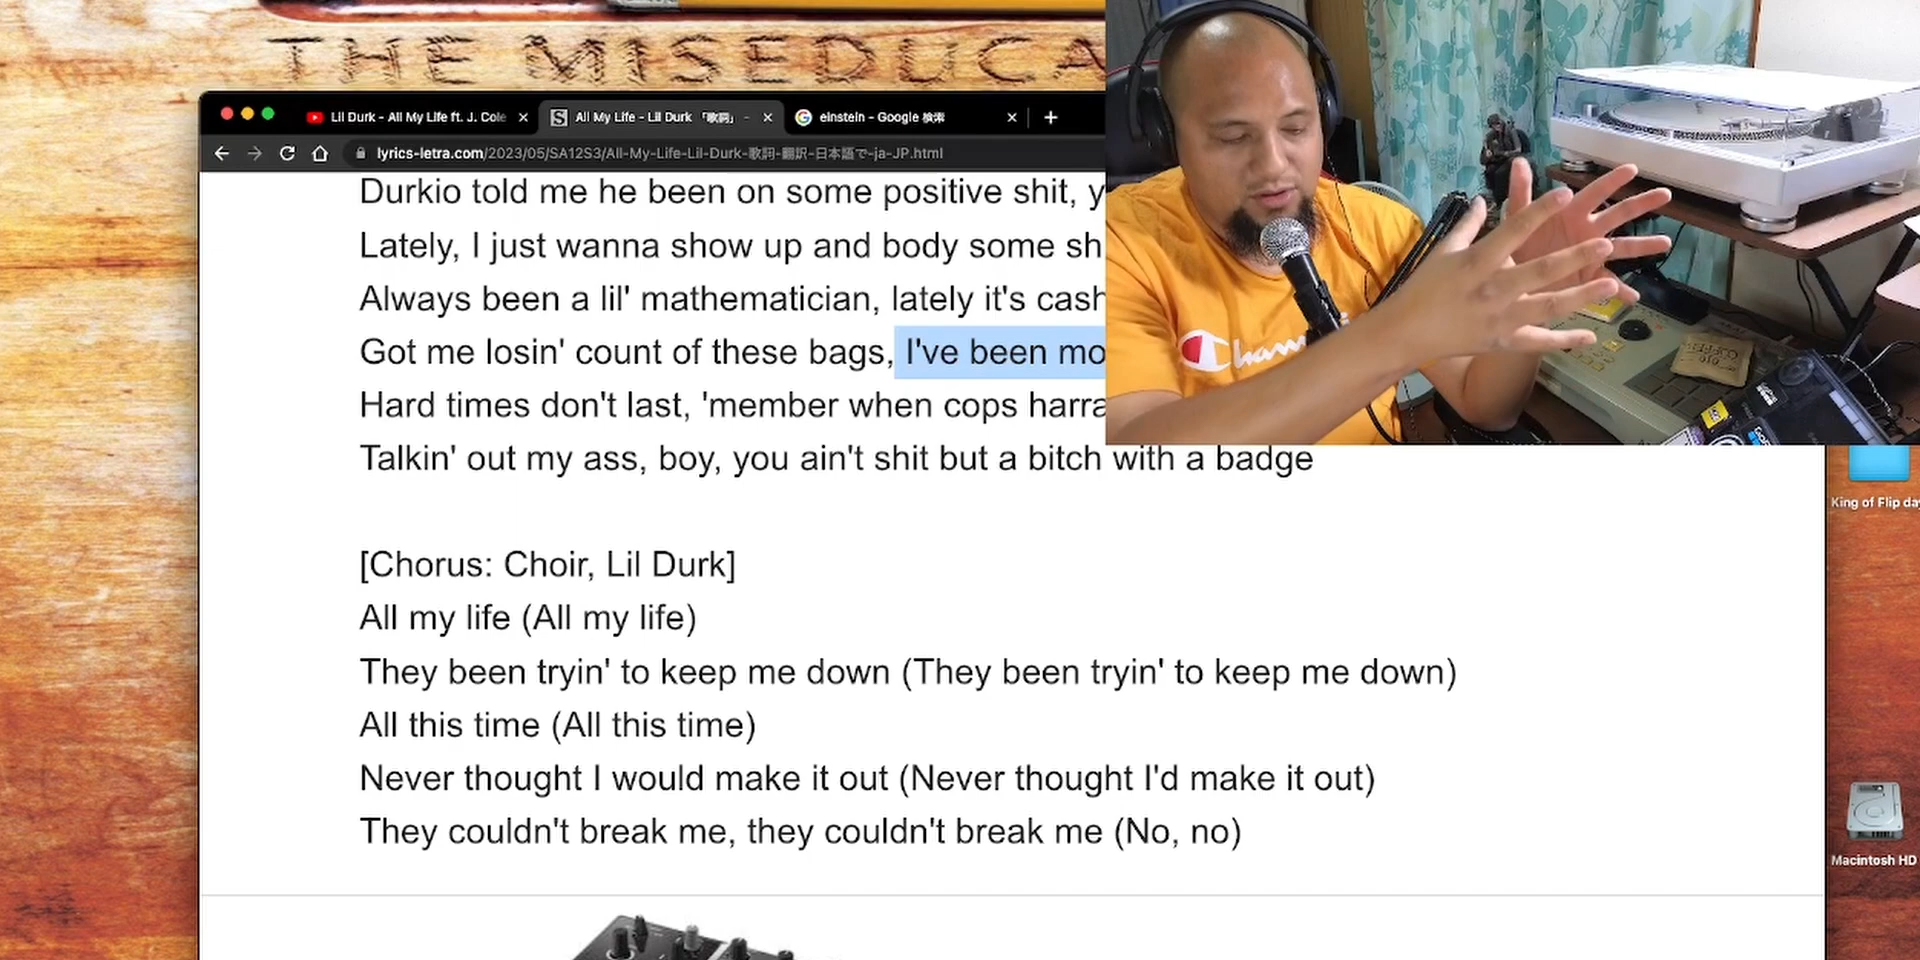 THE MISEDUCA
Lil Durk - All My Life ft. J. Cole
All My Life - Lil Durk 「歌詞」 -
einstein - Google 検索
lyrics-letra.com/2023/05/SA12S3/All-My-Life-Lil-Durk-歌詞-翻訳-日本語で-ja-JP.html
Durkio told me he been on some positive shit, y
Lately, I just wanna show up and body some sh
Always been a lil' mathematician, lately it's cash
Got me losin' count of these bags, I've been mo
Hard times don't last, 'member when cops harra
Talkin' out my ass, boy, you ain't shit but a bitch with a badge
[Chorus: Choir, Lil Durk]
All my life (All my life)
They been tryin' to keep me down (They been tryin' to keep me down)
All this time (All this time)
Never thought I would make it out (Never thought I'd make it out)
They couldn't break me, they couldn't break me (No, no)
Cham
King of Flip da
Macintosh HD